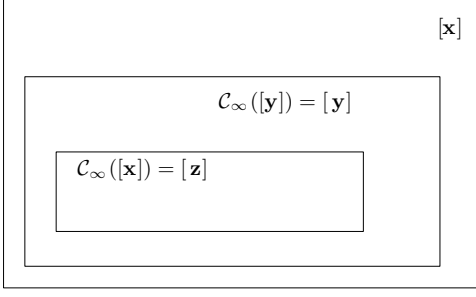 [x]
𝒞∞([y]) = [y]
𝒞∞([x]) = [z]